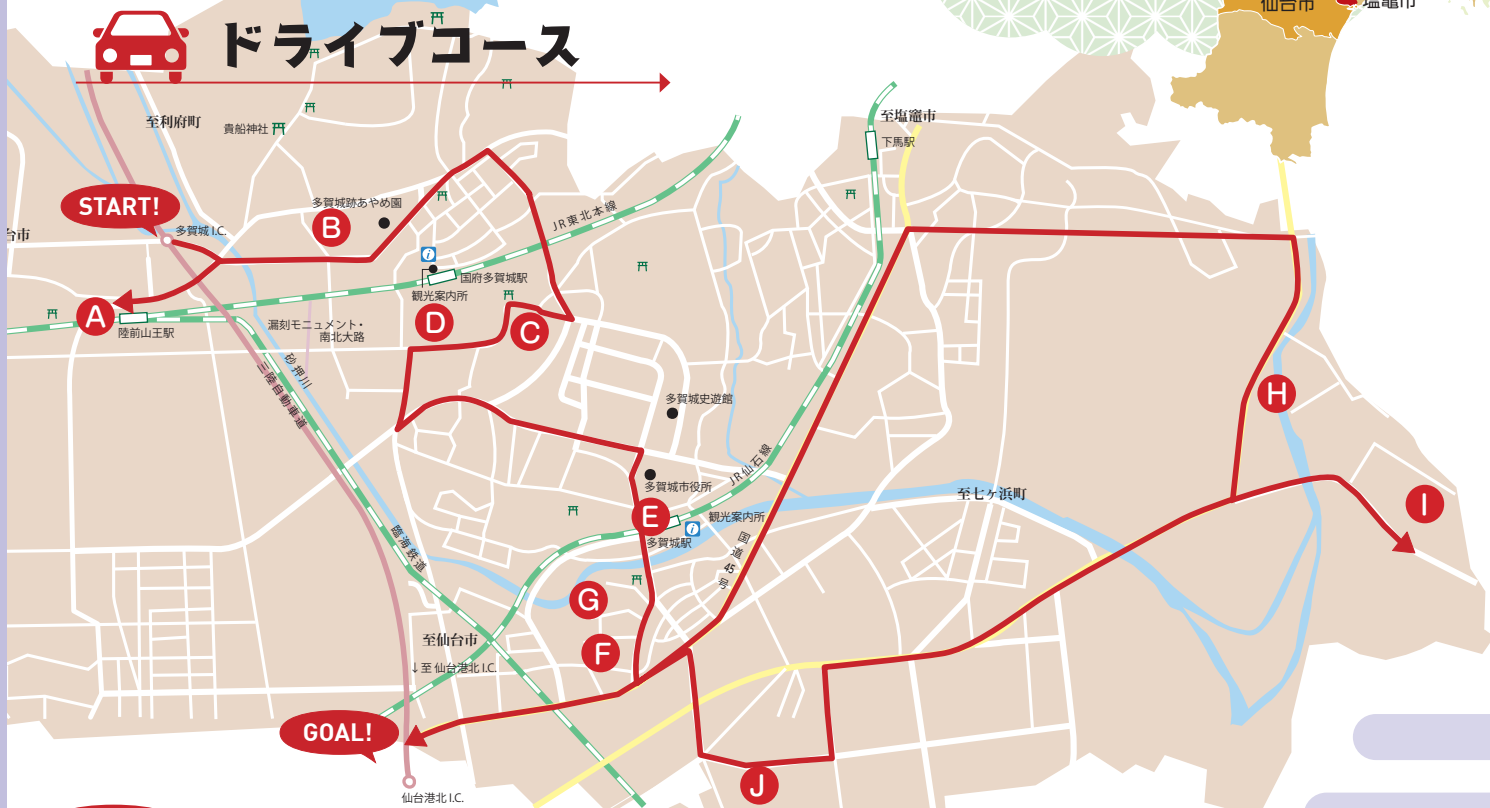 仙台市
塩竈市
ドライブコース
至利府町
貴船神社
至塩竈市
下馬駅
START!
多賀城跡あやめ園
B
多賀城 I.C.
台市
JR東北本線
i
国府多賀城駅
観光案内所
A
D
C
陸前山王駅
漏刻モニュメント・
南北大路
砂押川
三陸自動車道
H
多賀城史遊館
JR仙石線
多賀城市役所
至七ヶ浜町
I
E
観光案内所
i
多賀城駅
国道45号
臨海鉄道
G
F
至仙台市
↓至 仙台港北 I.C.
GOAL!
J
仙台港北 I.C.